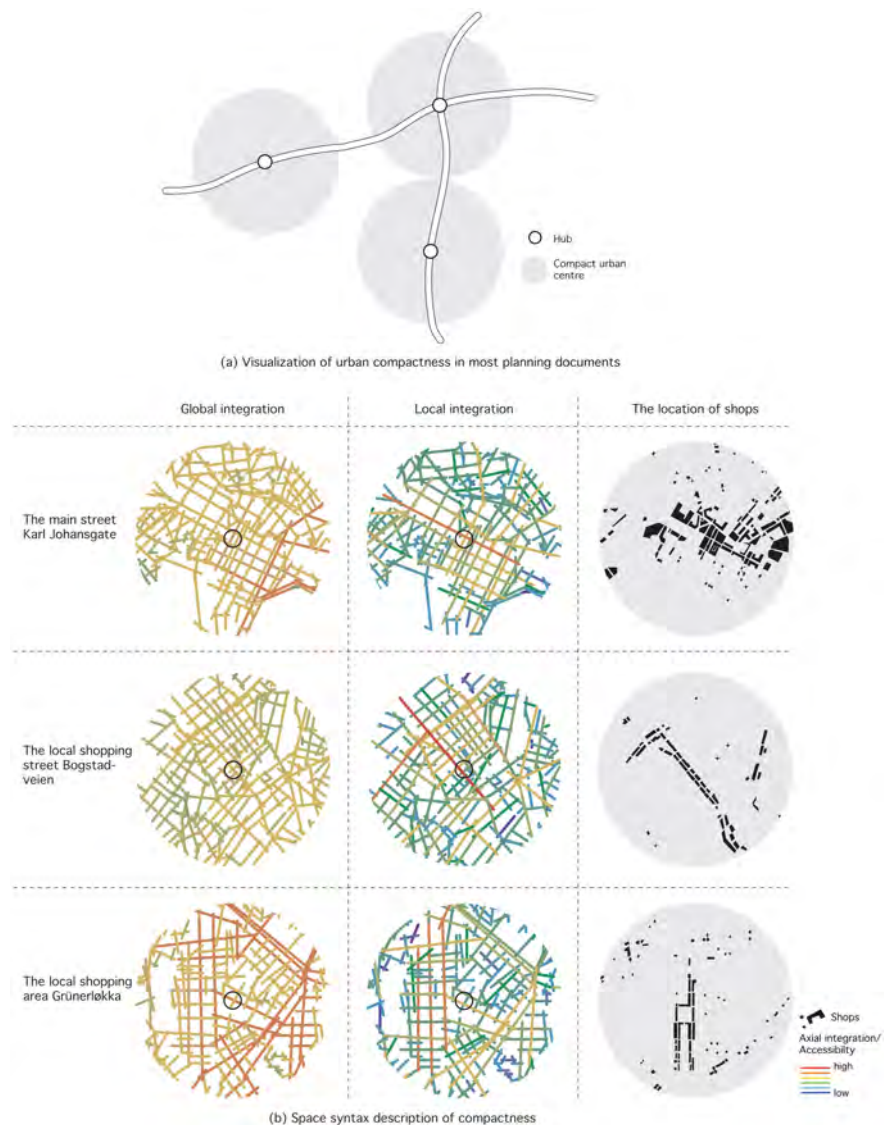 Hub
Compact urban
centre
(a) Visualization of urban compactness in most planning documents
Global integration
Local integration
The location of shops
The main street
Karl Johansgate
The local shopping
street Bogstad-
veien
The local shopping
area Grünerløkka
Shops
Axial integration/
Accessibilty
high
low
(b) Space syntax description of compactness